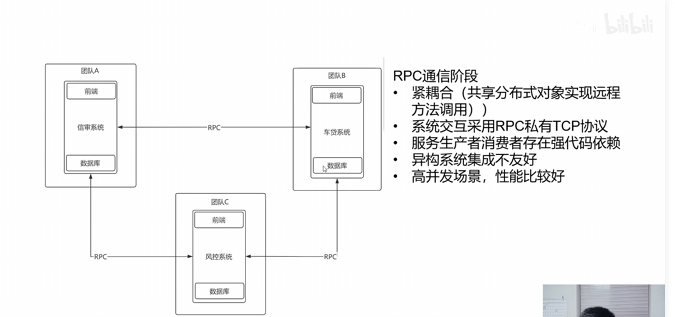 bilibili
团队A
前端
信审系统
数据库
RPC
团队B
前端
车贷系统
数据库
RPC
团队C
前端
风控系统
数据库
RPC
RPC通信阶段
• 紧耦合（共享分布式对象实现远程
方法调用））
• 系统交互采用RPC私有TCP协议
• 服务生产者消费者存在强代码依赖
• 异构系统集成不友好
• 高并发场景，性能比较好